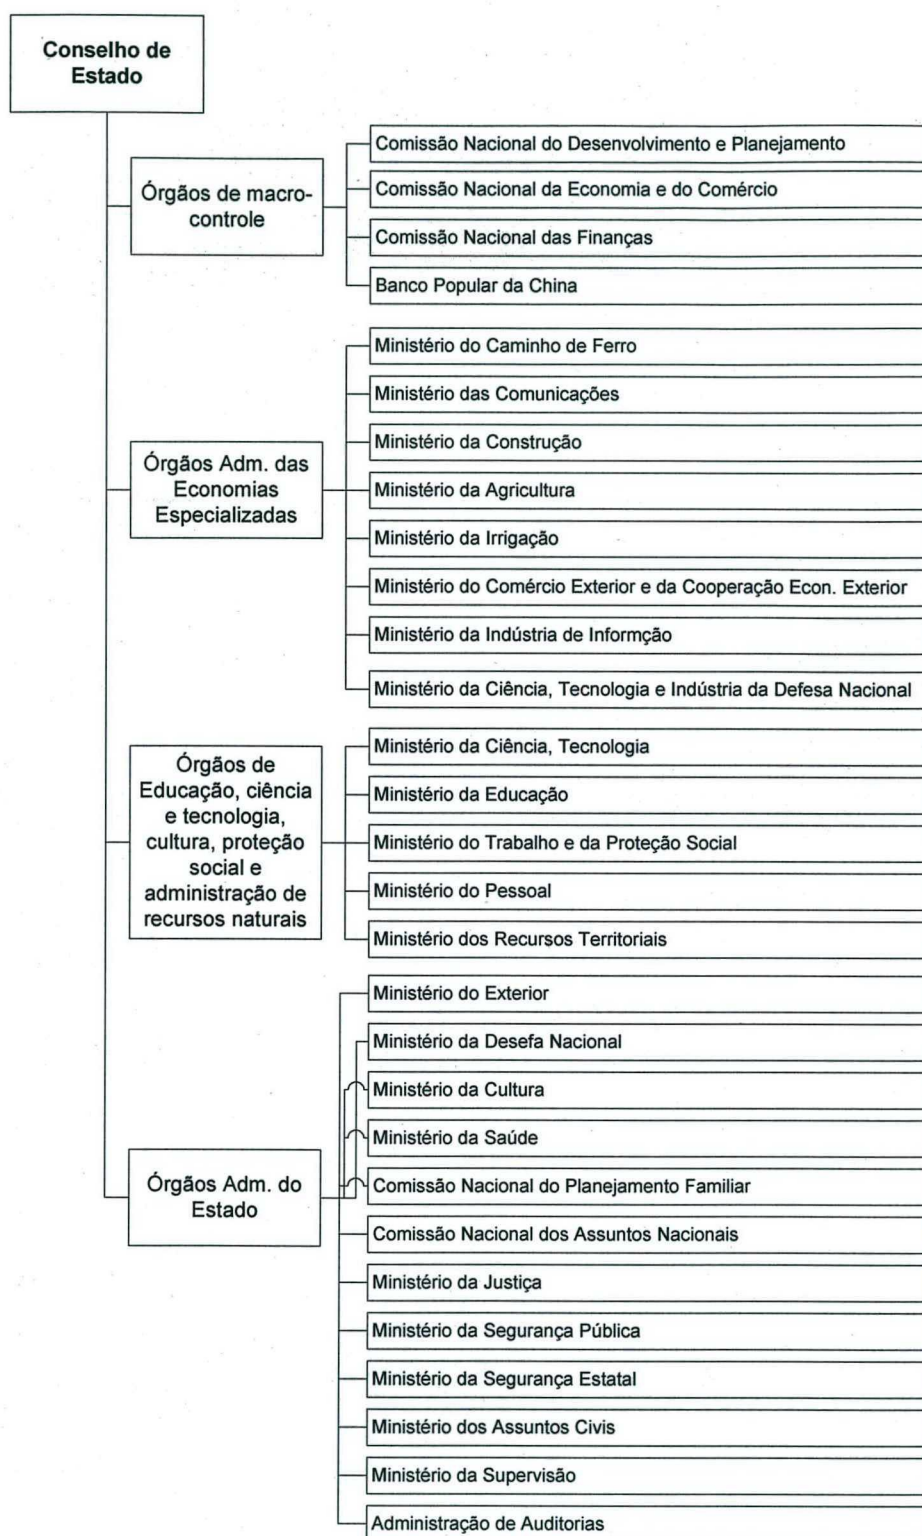 Conselho de
Estado
Órgãos de macro-
controle
Comissão Nacional do Desenvolvimento e Planejamento
Comissão Nacional da Economia e do Comércio
Comissão Nacional das Finanças
Banco Popular da China
Órgãos Adm. das
Economias
Especializadas
Ministério do Caminho de Ferro
Ministério das Comunicações
Ministério da Construção
Ministério da Agricultura
Ministério da Irrigação
Ministério do Comércio Exterior e da Cooperação Econ. Exterior
Ministério da Indústria de Informção
Ministério da Ciência, Tecnologia e Indústria da Defesa Nacional
Órgãos de
Educação, ciência
e tecnologia,
cultura, proteção
social e
administração de
recursos naturais
Ministério da Ciência, Tecnologia
Ministério da Educação
Ministério do Trabalho e da Proteção Social
Ministério do Pessoal
Ministério dos Recursos Territoriais
Órgãos Adm. do
Estado
Ministério do Exterior
Ministério da Desefa Nacional
Ministério da Cultura
Ministério da Saúde
Comissão Nacional do Planejamento Familiar
Comissão Nacional dos Assuntos Nacionais
Ministério da Justiça
Ministério da Segurança Pública
Ministério da Segurança Estatal
Ministério dos Assuntos Civis
Ministério da Supervisão
Administração de Auditorias